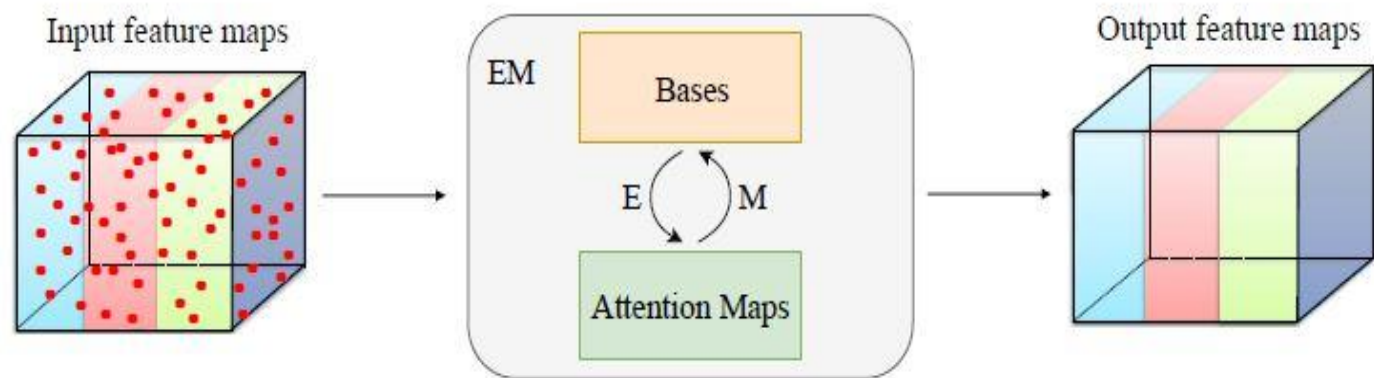 Input feature maps
EM
Bases
E
M
Attention Maps
Output feature maps